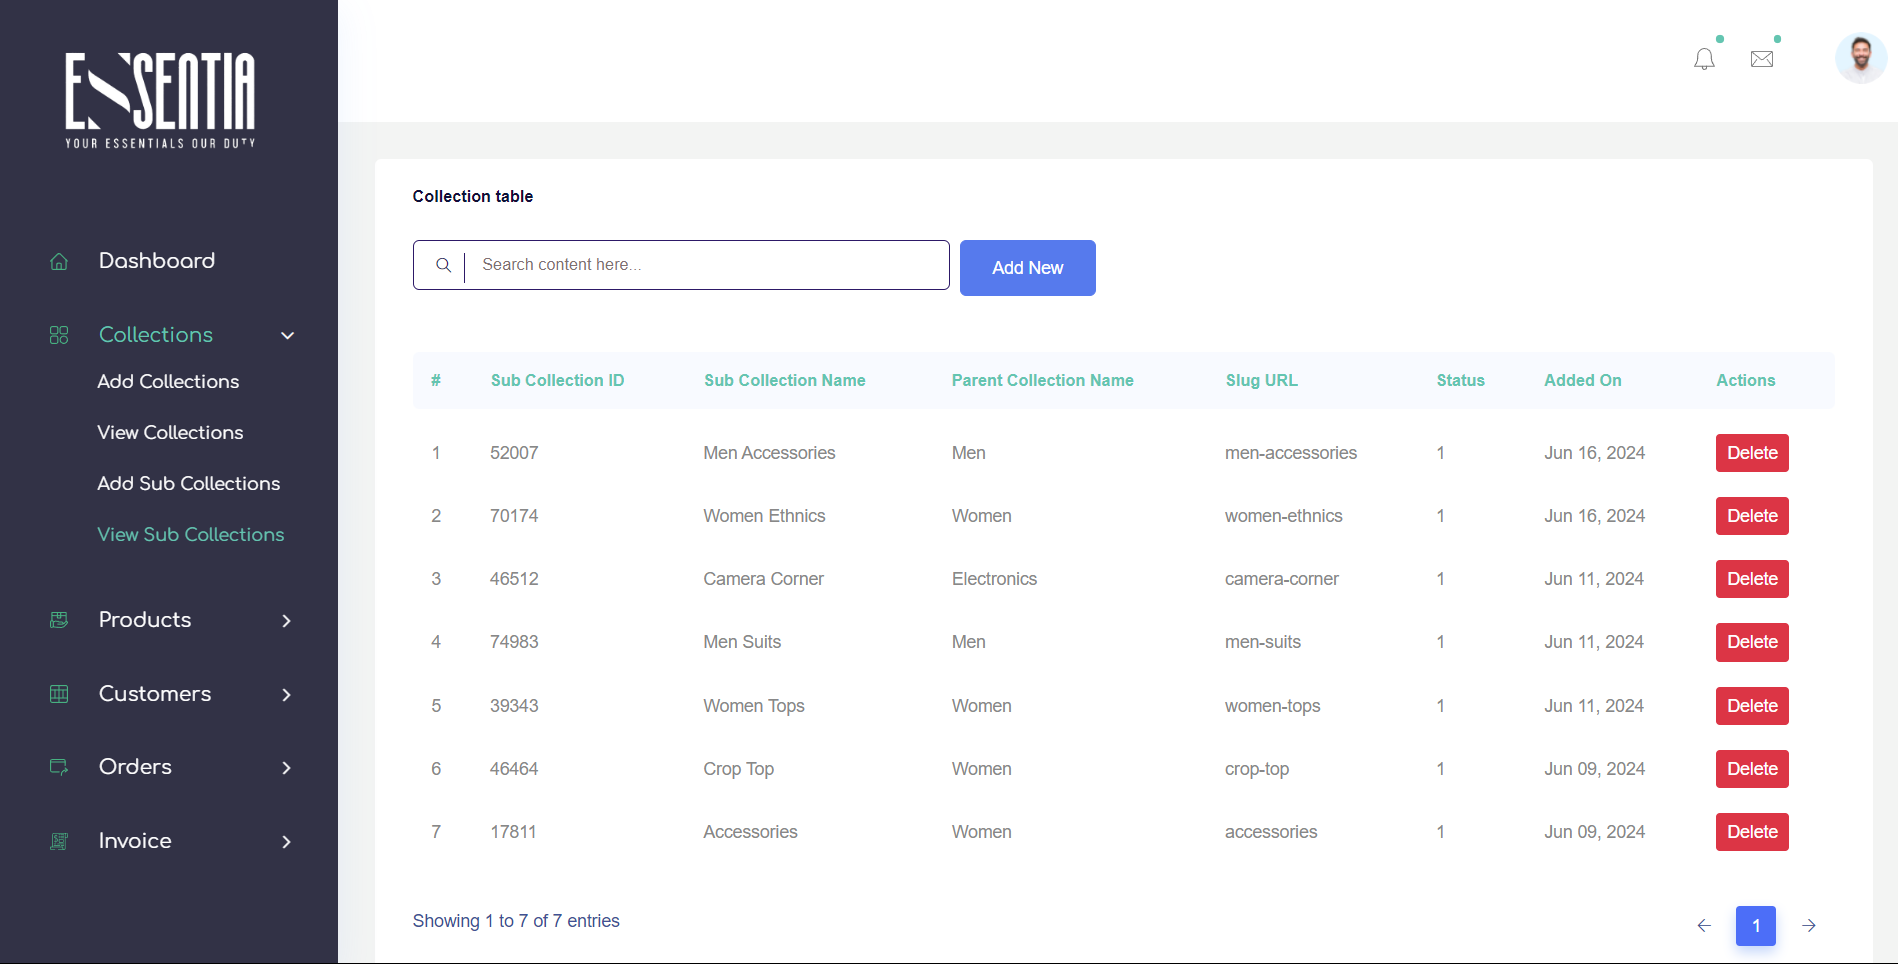 ESSENTIA
YOUR ESSENTIALS OUR DUTY
Dashboard
Collections
Add Collections
View Collections
Add Sub Collections
View Sub Collections
Products
Customers
Orders
Invoice
Collection table
Search content here...
Add New
# Sub Collection ID Sub Collection Name Parent Collection Name Slug URL Status Added On Actions
1 52007 Men Accessories Men men-accessories 1 Jun 16, 2024 Delete
2 70174 Women Ethnics Women women-ethnics 1 Jun 16, 2024 Delete
3 46512 Camera Corner Electronics camera-corner 1 Jun 11, 2024 Delete
4 74983 Men Suits Men men-suits 1 Jun 11, 2024 Delete
5 39343 Women Tops Women women-tops 1 Jun 11, 2024 Delete
6 46464 Crop Top Women crop-top 1 Jun 09, 2024 Delete
7 17811 Accessories Women accessories 1 Jun 09, 2024 Delete
Showing 1 to 7 of 7 entries
1